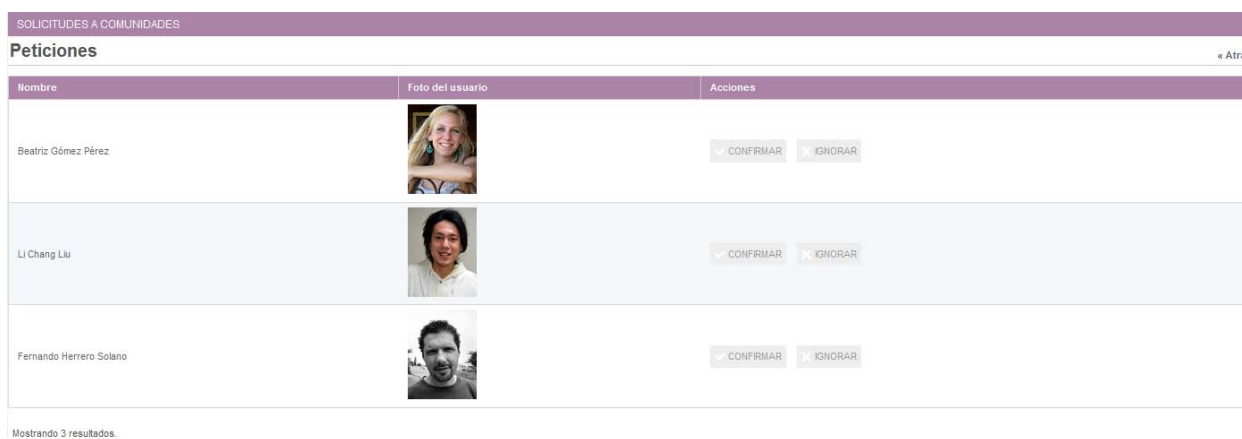 SOLICITUDES A COMUNIDADES
Peticiones
« Atrá
Nombre Foto del usuario Acciones
Beatriz Gómez Pérez CONFIRMAR IGNORAR
Li Chang Liu CONFIRMAR IGNORAR
Fernando Herrero Solano CONFIRMAR IGNORAR
Mostrando 3 resultados.